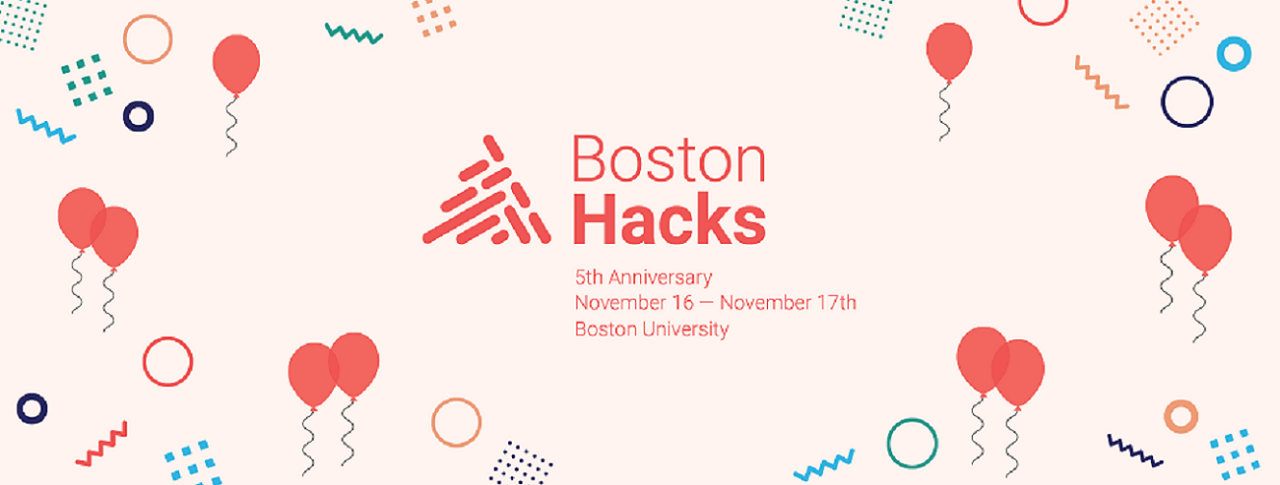 Boston
Hacks
5th Anniversary
November 16 — November 17th
Boston University